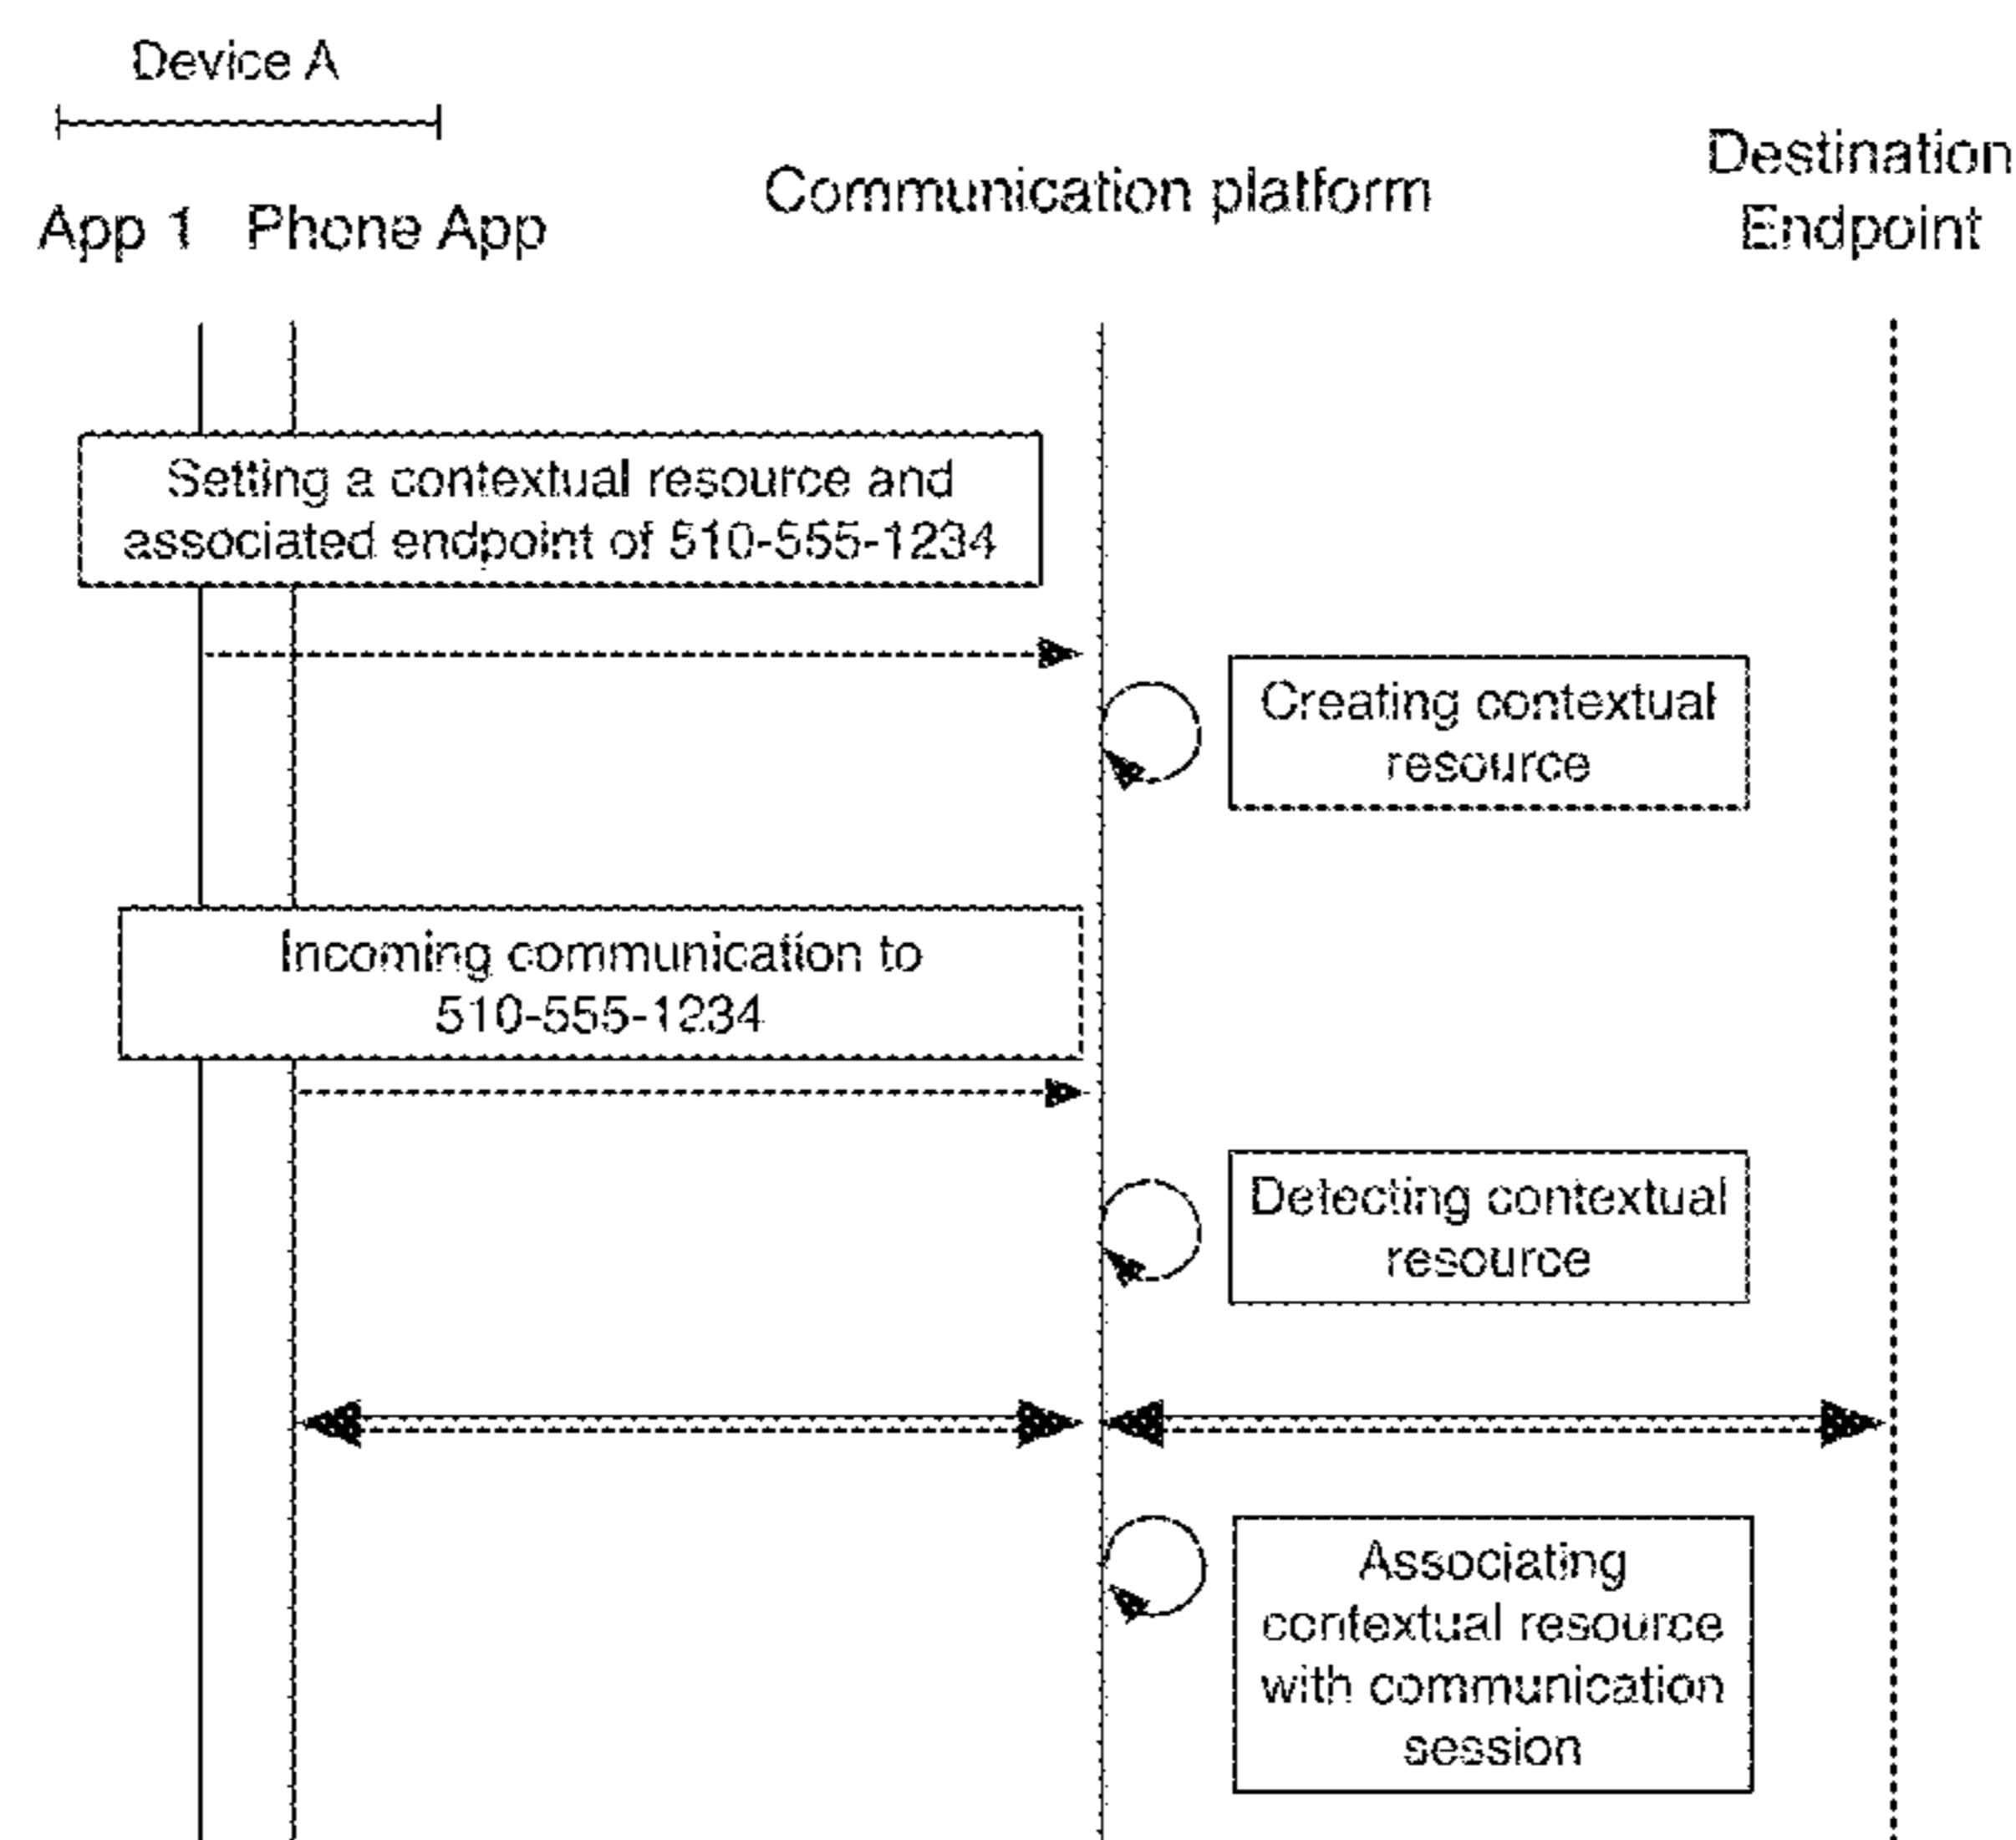 Device A
App 1
Phone App
Communication platform
Destination
Endpoint
Setting a contextual resource and
associated endpoint of 510-555-1234
Creating contextual
resource
Incoming communication to
510-555-1234
Detecting contextual
resource
Associating
contextual resource
with communication
session